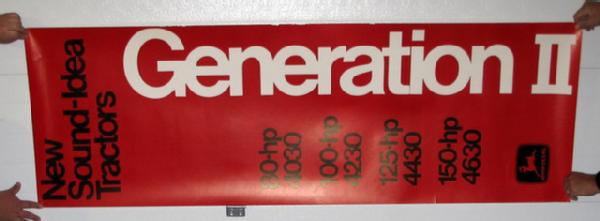 Generation II
New
Sound-Idea
Tractors
80-hp
4030
100-hp
4230
125-hp
4430
150-hp
4630